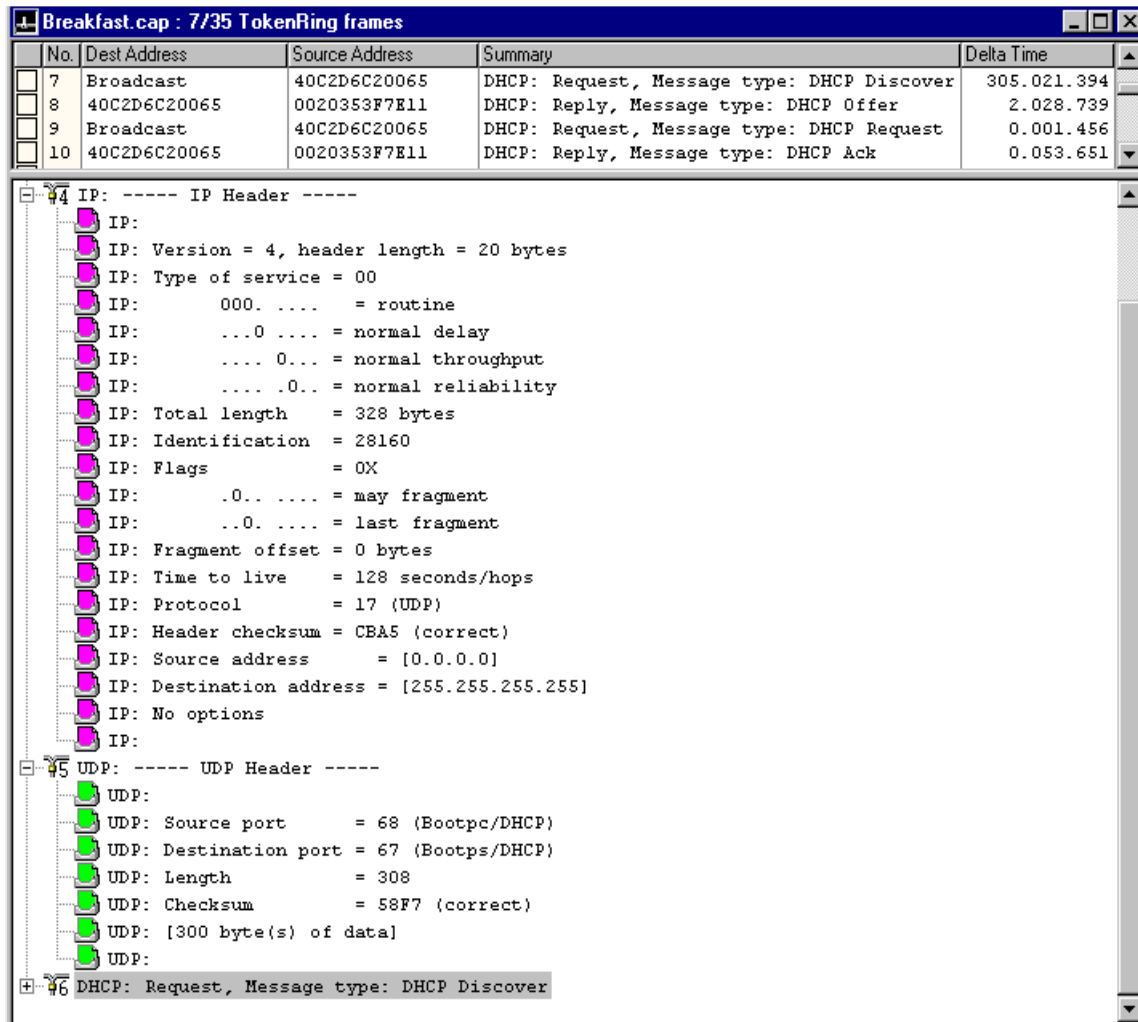 Breakfast.cap : 7/35 TokenRing frames
No. Dest Address Source Address Summary Delta Time
7 Broadcast 40C2D6C20065 DHCP: Request, Message type: DHCP Discover 305.021.394
8 40C2D6C20065 0020353F7E11 DHCP: Reply, Message type: DHCP Offer 2.028.739
9 Broadcast 40C2D6C20065 DHCP: Request, Message type: DHCP Request 0.001.456
10 40C2D6C20065 0020353F7E11 DHCP: Reply, Message type: DHCP Ack 0.053.651
4 IP: ----- IP Header -----
IP:
IP: Version = 4, header length = 20 bytes
IP: Type of service = 00
IP: 000. .... = routine
IP: ...0 .... = normal delay
IP: .... 0... = normal throughput
IP: .... .0.. = normal reliability
IP: Total length = 328 bytes
IP: Identification = 28160
IP: Flags = 0X
IP: .0.. .... = may fragment
IP: ..0. .... = last fragment
IP: Fragment offset = 0 bytes
IP: Time to live = 128 seconds/hops
IP: Protocol = 17 (UDP)
IP: Header checksum = CBA5 (correct)
IP: Source address = [0.0.0.0]
IP: Destination address = [255.255.255.255]
IP: No options
IP:
5 UDP: ----- UDP Header -----
UDP:
UDP: Source port = 68 (Bootpc/DHCP)
UDP: Destination port = 67 (Bootps/DHCP)
UDP: Length = 308
UDP: Checksum = 58F7 (correct)
UDP: [300 byte(s) of data]
UDP:
6 DHCP: Request, Message type: DHCP Discover